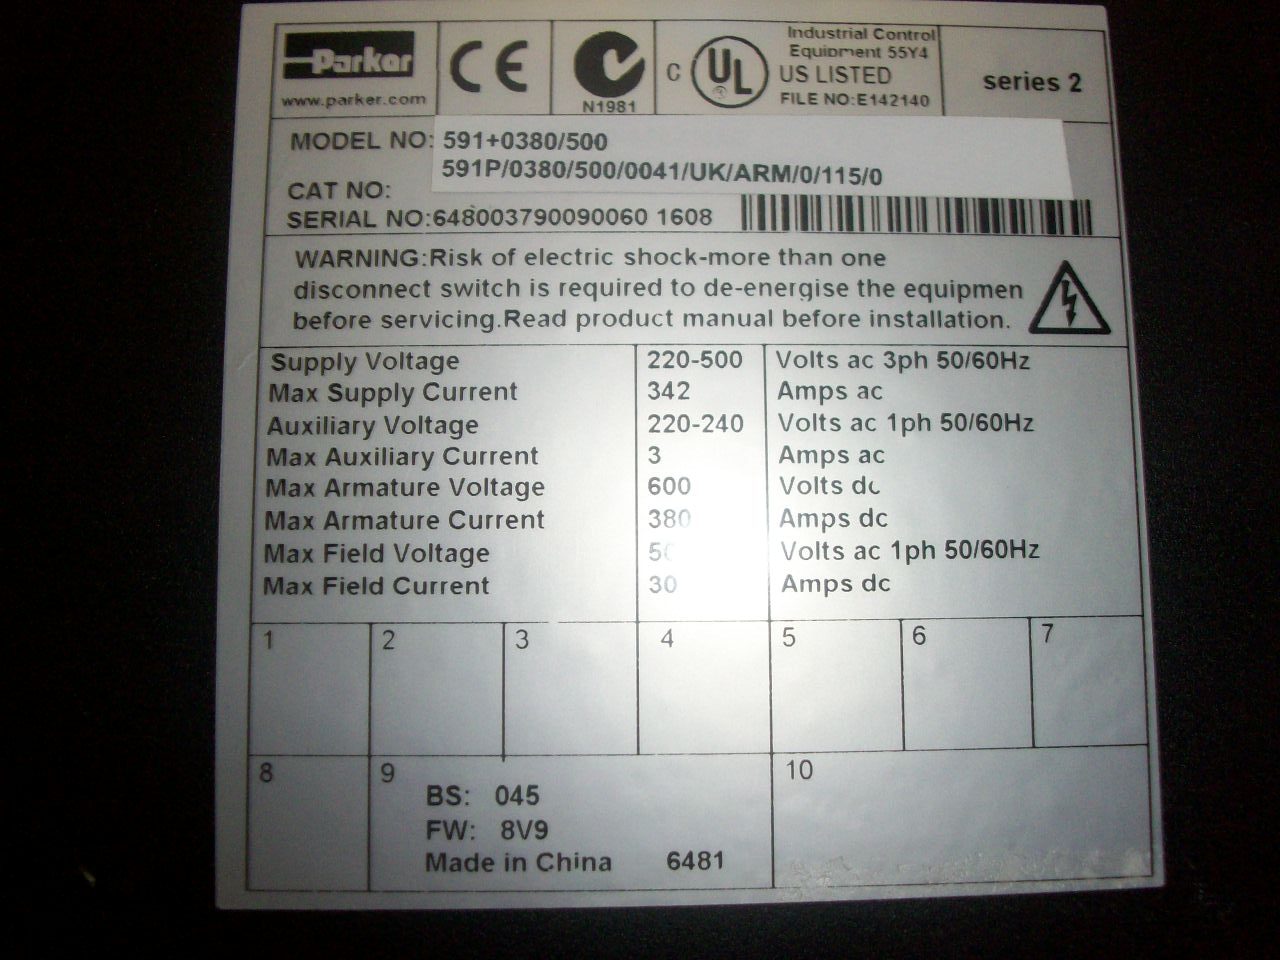 Parker
www.parker.com
CE
N1981
C UL US LISTED
Industrial Control
Equipment 55Y4
FILE NO:E142140
series 2
MODEL NO: 591+0380/500
591P/0380/500/0041/UK/ARM/0/115/0
CAT NO:
SERIAL NO:648003790090060 1608
WARNING:Risk of electric shock-more than one
disconnect switch is required to de-energise the equipmen
before servicing.Read product manual before installation.
Supply Voltage 220-500 Volts ac 3ph 50/60Hz
Max Supply Current 342 Amps ac
Auxiliary Voltage 220-240 Volts ac 1ph 50/60Hz
Max Auxiliary Current 3 Amps ac
Max Armature Voltage 600 Volts dc
Max Armature Current 380 Amps dc
Max Field Voltage Volts ac 1ph 50/60Hz
Max Field Current 30 Amps dc
1 2 3 4 5 6 7
8 9 10
BS: 045
FW: 8V9
Made in China 6481